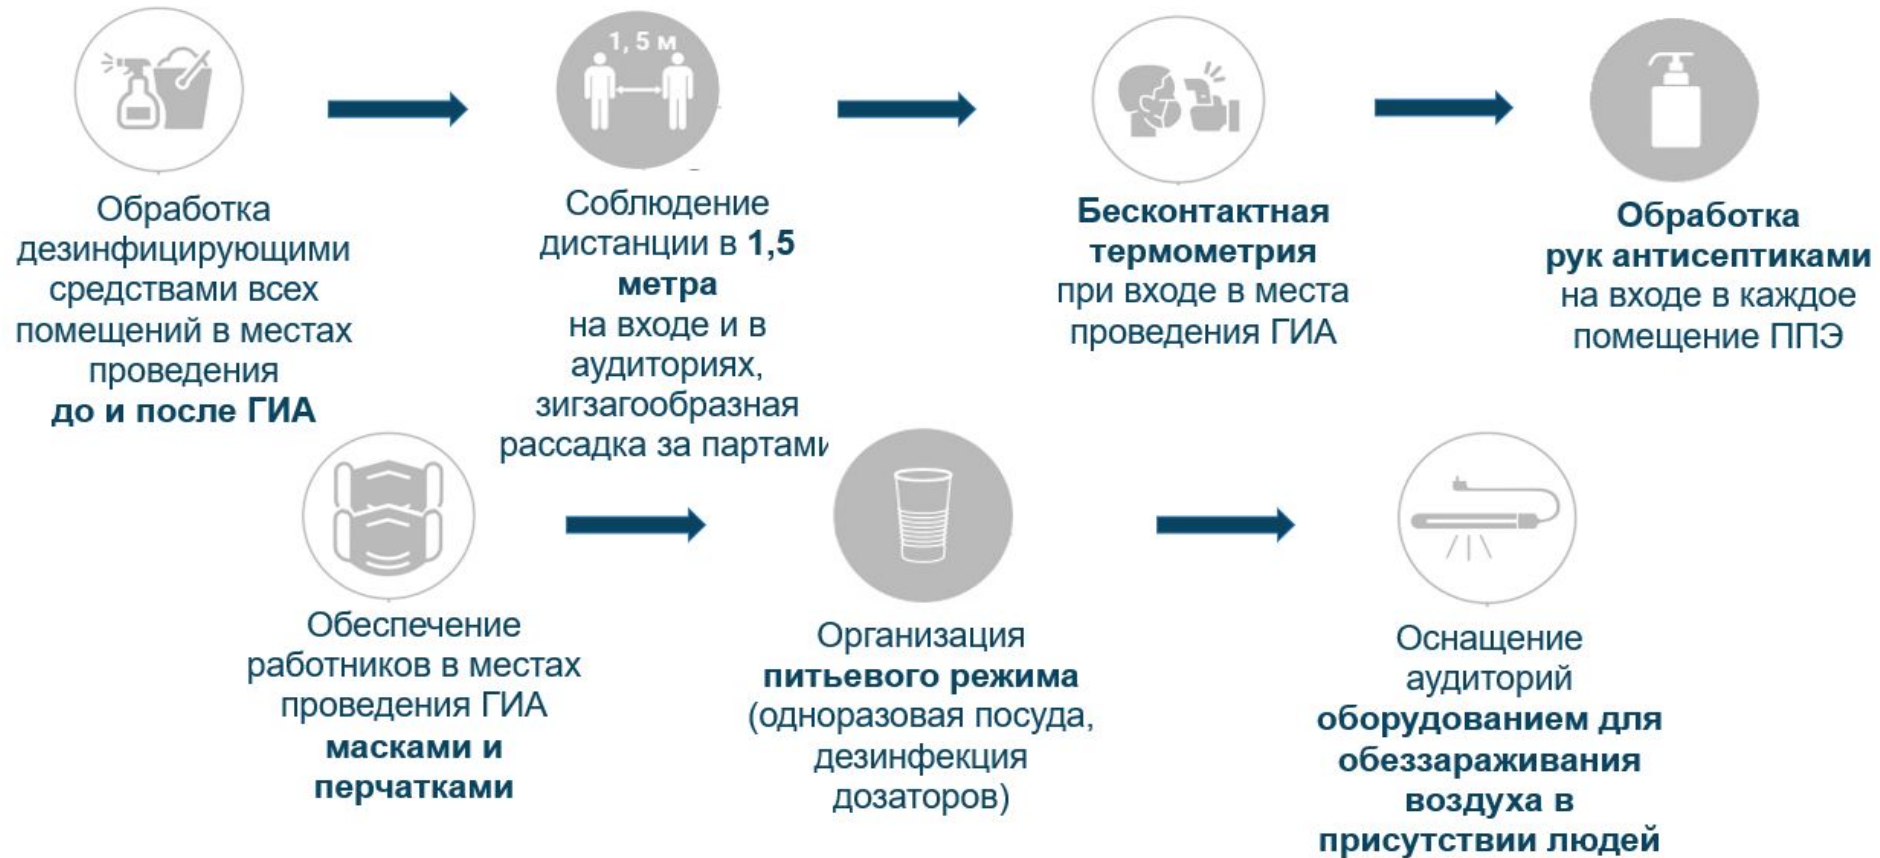 1, 5 м
Обработка
дезинфицирующими
средствами всех
помещений в местах
проведения
до и после ГИА
Соблюдение
дистанции в 1,5
метра
на входе и в
аудиториях,
зигзагообразная
рассадка за партами
Бесконтактная
термометрия
при входе в места
проведения ГИА
Обработка
рук антисептиками
на входе в каждое
помещение ППЭ
Обеспечение
работников в местах
проведения ГИА
масками и
перчатками
Организация
питьевого режима
(одноразовая посуда,
дезинфекция
дозаторов)
Оснащение
аудиторий
оборудованием для
обеззараживания
воздуха в
присутствии людей